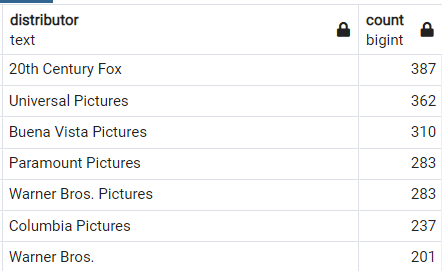 distributor count
text bigint
20th Century Fox 387
Universal Pictures 362
Buena Vista Pictures 310
Paramount Pictures 283
Warner Bros. Pictures 283
Columbia Pictures 237
Warner Bros. 201